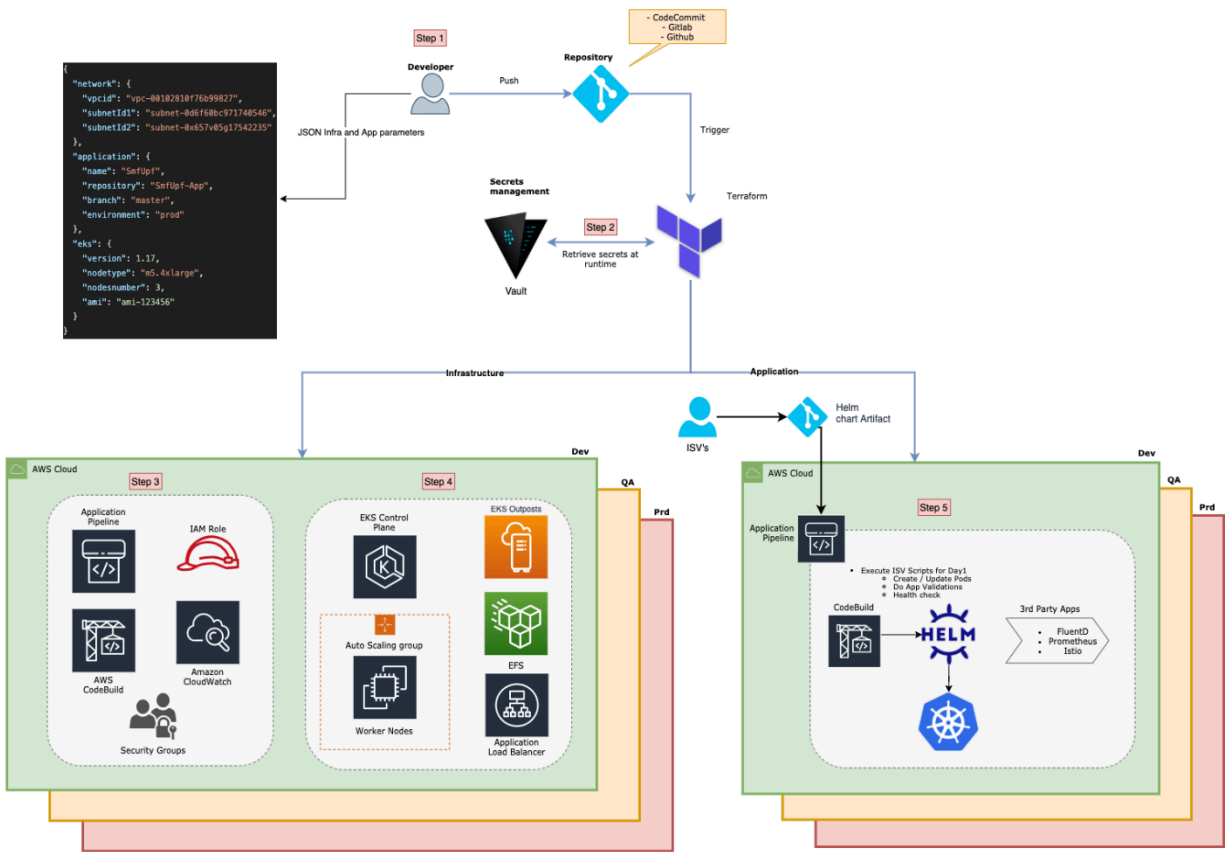 - CodeCommit
- Gitlab
- Github
Step 1
Repository
Developer
Push
{
"network": {
"vpcid": "vpc-00102810f76b99827",
"subnetId1": "subnet-0d6f60bc971740546",
"subnetId2": "subnet-0x657v05g17542235"
},
"application": {
"name": "SmfUpf",
"repository": "SmfUpf-App",
"branch": "master",
"environment": "prod"
},
"eks": {
"version": 1.17,
"nodetype": "m5.4xlarge",
"nodesnumber": 3,
"ami": "ami-123456"
}
}
JSON Infra and App parameters
Trigger
Secrets
management
Terraform
Step 2
Retrieve secrets at
runtime
Vault
Infrastructure
Application
ISV's
Helm
chart Artifact
Dev
QA
Prd
AWS Cloud
Step 3
Application
Pipeline
IAM Role
AWS
CodeBuild
Amazon
CloudWatch
Security Groups
Step 4
EKS Control
Plane
EKS Outposts
Auto Scaling group
Worker Nodes
EFS
Application
Load Balancer
Dev
QA
Prd
AWS Cloud
Step 5
Application
Pipeline
• Execute ISV Scripts for Day1
Create / Update Pods
Do App Validations
Health check
CodeBuild
HELM
3rd Party Apps
• FluentD
• Prometheus
• Istio